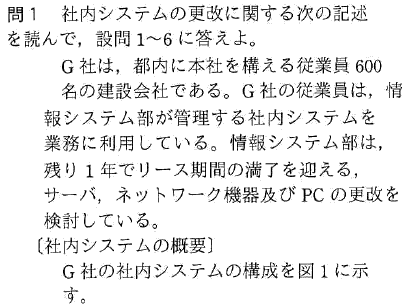 問1 社内システムの更改に関する次の記述
を読んで，設問1〜6に答えよ。
G社は，都内に本社を構える従業員600
名の建設会社である。G社の従業員は，情
報システム部が管理する社内システムを
業務に利用している。情報システム部は，
残り1年でリース期間の満了を迎える，
サーバ，ネットワーク機器及びPCの更改を
検討している。
〔社内システムの概要〕
G社の社内システムの構成を図1に示
す。